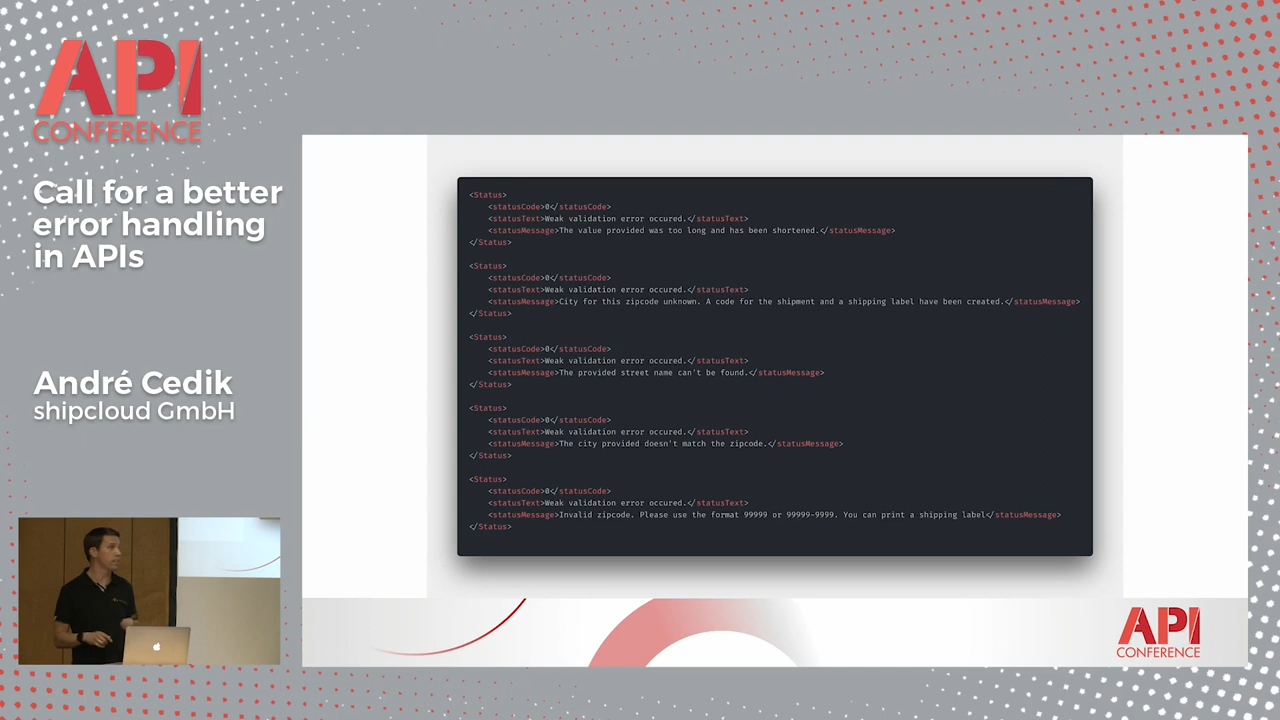 API
CONFERENCE
Call for a better
error handling
in APIs
André Cedik
shipcloud GmbH
<Status>
<statusCode>0</statusCode>
<statusText>Weak validation error occured.</statusText>
<statusMessage>The value provided was too long and has been shortened.</statusMessage>
</Status>
<Status>
<statusCode>0</statusCode>
<statusText>Weak validation error occured.</statusText>
<statusMessage>City for this zipcode unknown. A code for the shipment and a shipping label have been created.</statusMessage>
</Status>
<Status>
<statusCode>0</statusCode>
<statusText>Weak validation error occured.</statusText>
<statusMessage>The provided street name can't be found.</statusMessage>
</Status>
<Status>
<statusCode>0</statusCode>
<statusText>Weak validation error occured.</statusText>
<statusMessage>The city provided doesn't match the zipcode.</statusMessage>
</Status>
<Status>
<statusCode>0</statusCode>
<statusText>Weak validation error occured.</statusText>
<statusMessage>Invalid zipcode. Please use the format 99999 or 99999-9999. You can print a shipping label</statusMessage>
</Status>
API
CONFERENCE